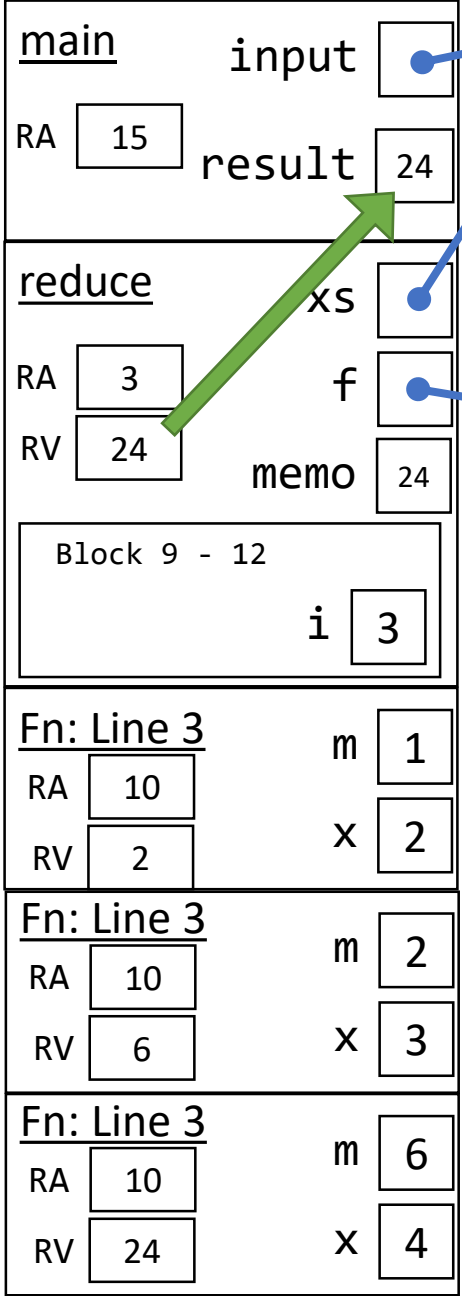 main
input
RA 15
result 24
reduce
xs
RA 3
f
RV 24
memo 24
Block 9 - 12
i 3
Fn: Line 3
m 1
RA 10
x 2
RV 2
Fn: Line 3
m 2
RA 10
x 3
RV 6
Fn: Line 3
m 6
RA 10
x 4
RV 24